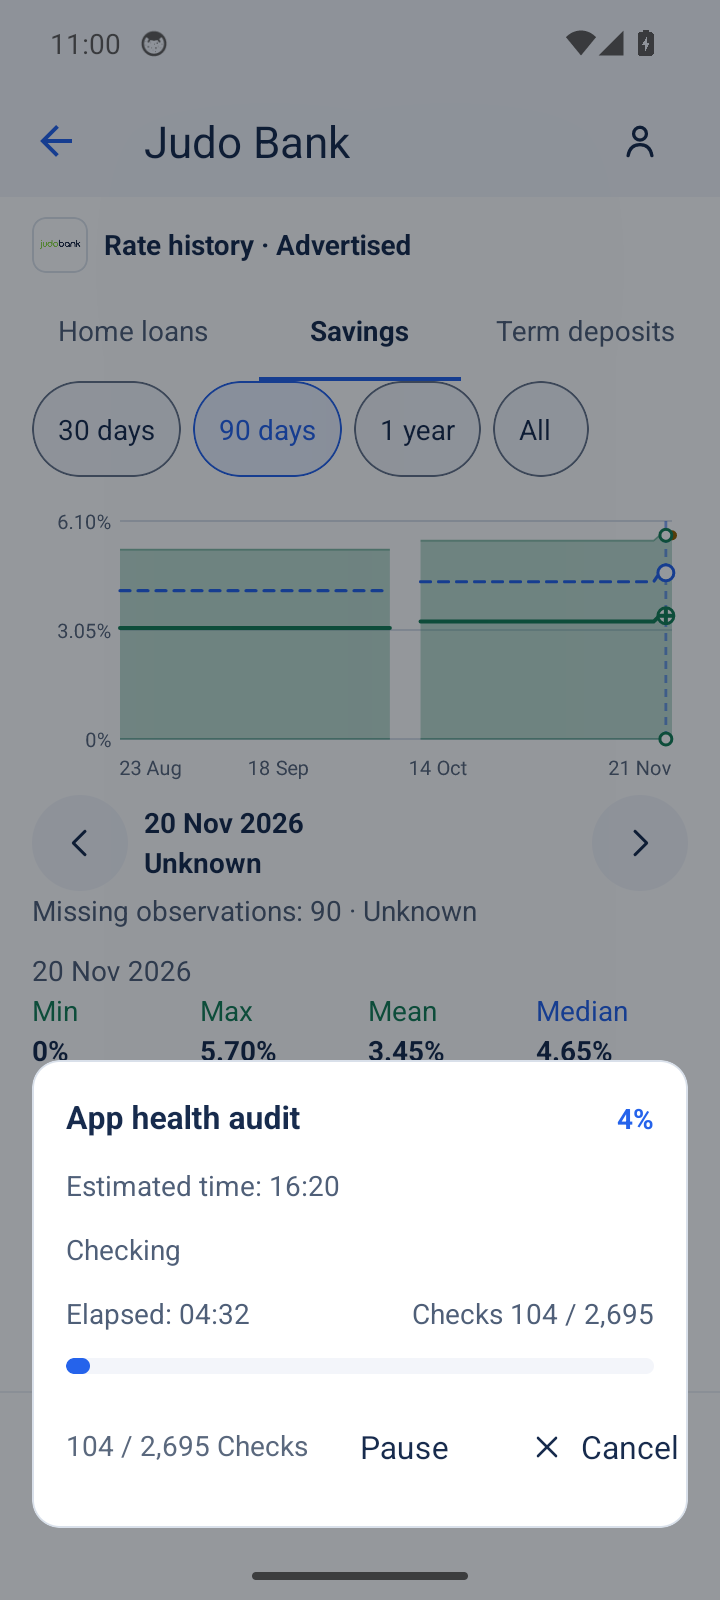 11:00
Judo Bank
judobank
Rate history · Advertised
Home loans Savings Term deposits
30 days 90 days 1 year All
6.10%
3.05%
0%
23 Aug 18 Sep 14 Oct 21 Nov
20 Nov 2026
Unknown
Missing observations: 90 · Unknown
20 Nov 2026
Min Max Mean Median
0% 5.70% 3.45% 4.65%
App health audit 4%
Estimated time: 16:20
Checking
Elapsed: 04:32 Checks 104 / 2,695
104 / 2,695 Checks Pause Cancel